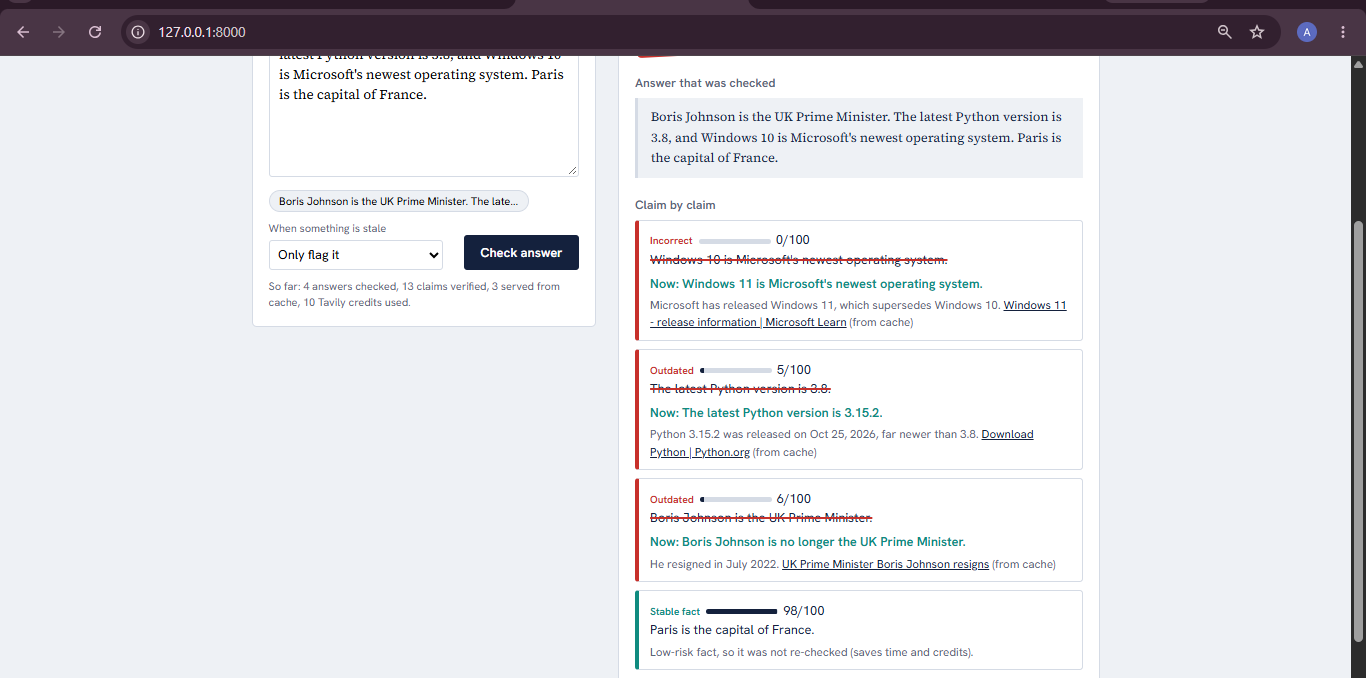 127.0.0.1:8000
A
latest Python version is 3.8, and Windows 10
is Microsoft's newest operating system. Paris
is the capital of France.
Boris Johnson is the UK Prime Minister. The late...
When something is stale
Only flag it
Check answer
So far: 4 answers checked, 13 claims verified, 3 served from
cache, 10 Tavily credits used.
Answer that was checked
Boris Johnson is the UK Prime Minister. The latest Python version is
3.8, and Windows 10 is Microsoft's newest operating system. Paris is
the capital of France.
Claim by claim
Incorrect 0/100
Windows 10 is Microsoft's newest operating system.
Now: Windows 11 is Microsoft's newest operating system.
Microsoft has released Windows 11, which supersedes Windows 10. Windows 11
- release information | Microsoft Learn (from cache)
Outdated 5/100
The latest Python version is 3.8.
Now: The latest Python version is 3.15.2.
Python 3.15.2 was released on Oct 25, 2026, far newer than 3.8. Download
Python | Python.org (from cache)
Outdated 6/100
Boris Johnson is the UK Prime Minister.
Now: Boris Johnson is no longer the UK Prime Minister.
He resigned in July 2022. UK Prime Minister Boris Johnson resigns (from cache)
Stable fact 98/100
Paris is the capital of France.
Low-risk fact, so it was not re-checked (saves time and credits).